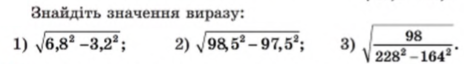 Знайдіть значення виразу:
1) √(6,8² –3,2²); 2) √(98,5² – 97,5²); 3) √(98/(228² – 164²)).